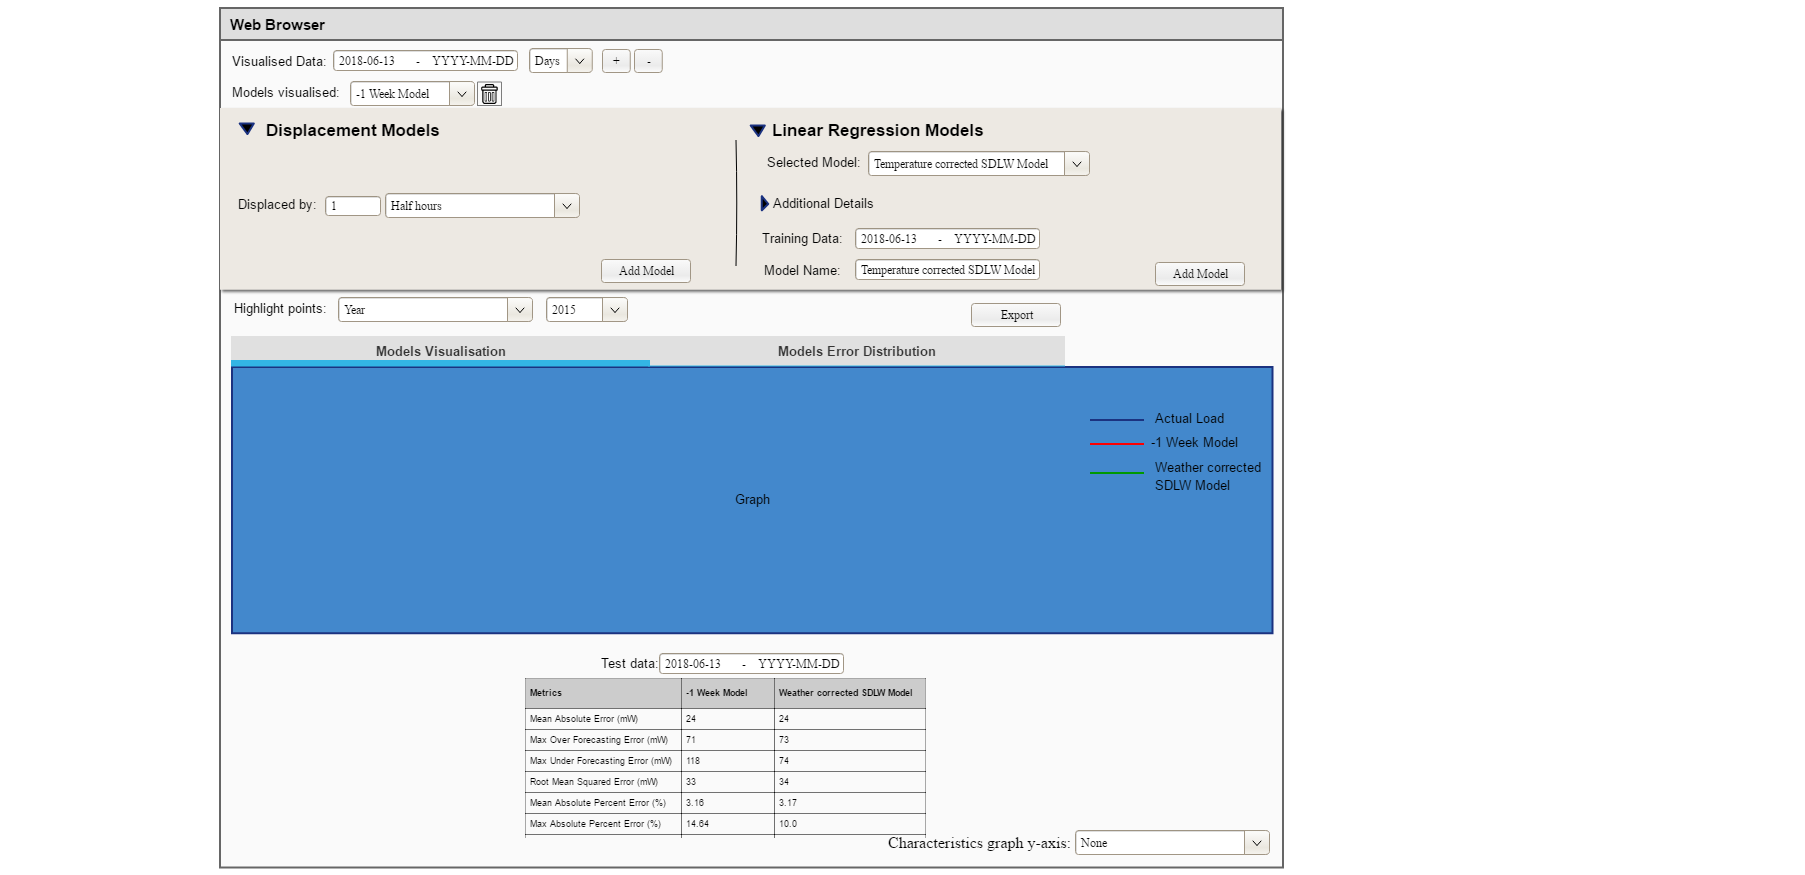 Web Browser
Visualised Data: 2018-06-13 - YYYY-MM-DD Days + -
Models visualised: -1 Week Model
Displacement Models
Displaced by: 1 Half hours
Add Model
Linear Regression Models
Selected Model: Temperature corrected SDLW Model
Additional Details
Training Data: 2018-06-13 - YYYY-MM-DD
Model Name: Temperature corrected SDLW Model
Add Model
Highlight points: Year 2015
Export
Models Visualisation Models Error Distribution
Actual Load
-1 Week Model
Weather corrected
SDLW Model
Graph
Test data: 2018-06-13 - YYYY-MM-DD
Metrics -1 Week Model Weather corrected SDLW Model
Mean Absolute Error (mW) 24 24
Max Over Forecasting Error (mW) 71 73
Max Under Forecasting Error (mW) 118 74
Root Mean Squared Error (mW) 33 34
Mean Absolute Percent Error (%) 3.16 3.17
Max Absolute Percent Error (%) 14.64 10.0
Characteristics graph y-axis: None